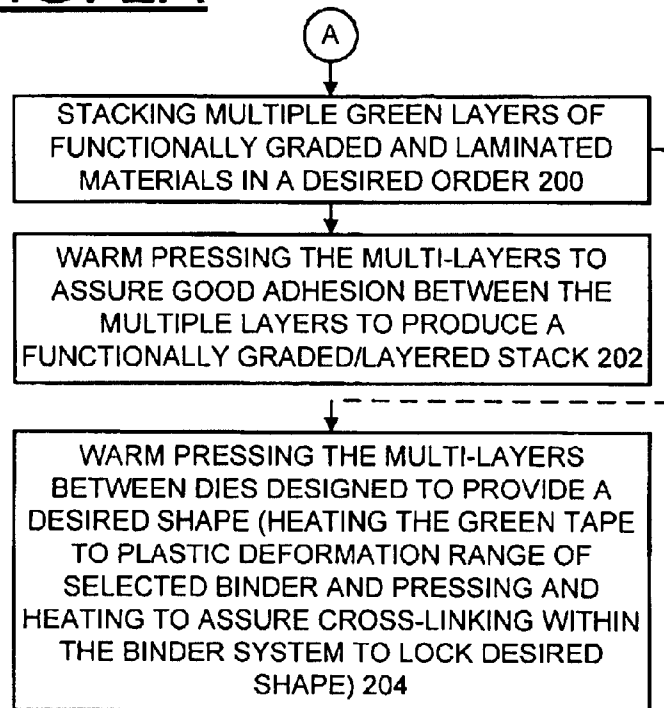 A
STACKING MULTIPLE GREEN LAYERS OF
FUNCTIONALLY GRADED AND LAMINATED
MATERIALS IN A DESIRED ORDER 200
WARM PRESSING THE MULTI-LAYERS TO
ASSURE GOOD ADHESION BETWEEN THE
MULTIPLE LAYERS TO PRODUCE A
FUNCTIONALLY GRADED/LAYERED STACK 202
WARM PRESSING THE MULTI-LAYERS
BETWEEN DIES DESIGNED TO PROVIDE A
DESIRED SHAPE (HEATING THE GREEN TAPE
TO PLASTIC DEFORMATION RANGE OF
SELECTED BINDER AND PRESSING AND
HEATING TO ASSURE CROSS-LINKING WITHIN
THE BINDER SYSTEM TO LOCK DESIRED
SHAPE) 204